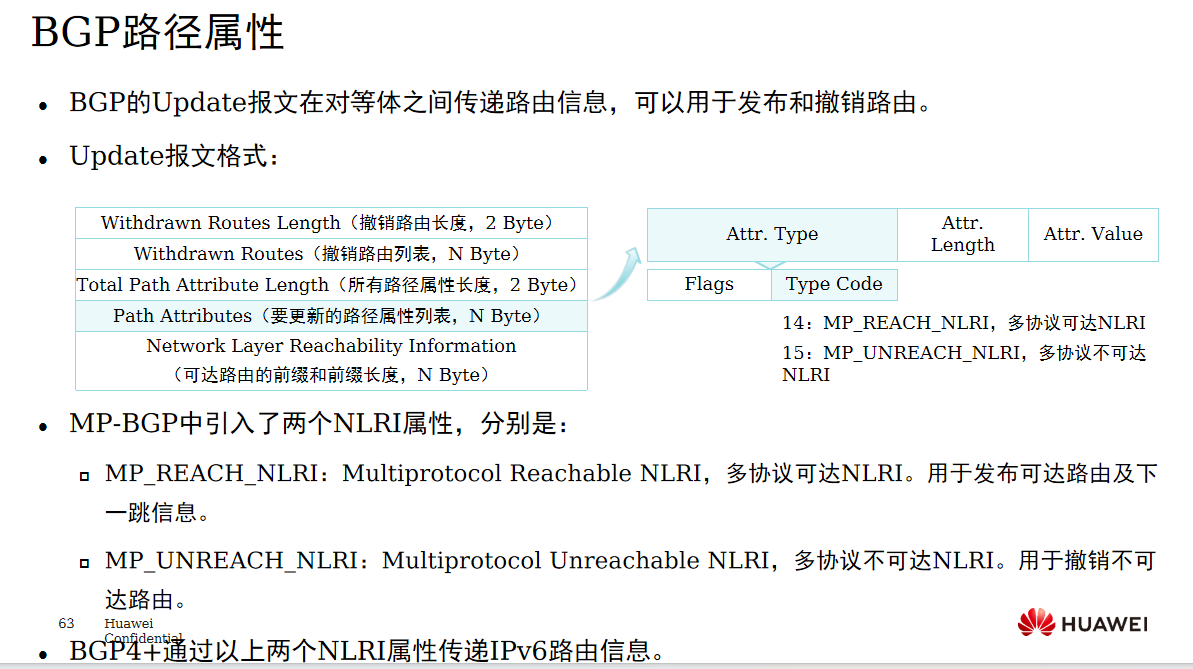 BGP路径属性
• BGP的Update报文在对等体之间传递路由信息，可以用于发布和撤销路由。
• Update报文格式：
Withdrawn Routes Length（撤销路由长度，2 Byte）
Withdrawn Routes（撤销路由列表，N Byte）
Total Path Attribute Length（所有路径属性长度，2 Byte）
Path Attributes（要更新的路径属性列表，N Byte）
Network Layer Reachability Information
（可达路由的前缀和前缀长度，N Byte）
Attr. Type
Attr.
Length
Attr. Value
Flags
Type Code
14：MP_REACH_NLRI，多协议可达NLRI
15：MP_UNREACH_NLRI，多协议不可达
NLRI
• MP-BGP中引入了两个NLRI属性，分别是：
▫ MP_REACH_NLRI：Multiprotocol Reachable NLRI，多协议可达NLRI。用于发布可达路由及下
一跳信息。
▫ MP_UNREACH_NLRI：Multiprotocol Unreachable NLRI，多协议不可达NLRI。用于撤销不可
达路由。
• BGP4+通过以上两个NLRI属性传递IPv6路由信息。
63
Huawei
Confidential
HUAWEI